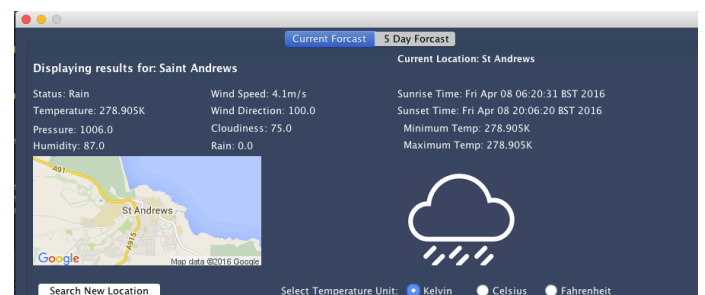 Current Forcast 5 Day Forcast
Displaying results for: Saint Andrews
Current Location: St Andrews
Status: Rain
Wind Speed: 4.1m/s
Sunrise Time: Fri Apr 08 06:20:31 BST 2016
Temperature: 278.905K
Wind Direction: 100.0
Sunset Time: Fri Apr 08 20:06:20 BST 2016
Pressure: 1006.0
Cloudiness: 75.0
Minimum Temp: 278.905K
Humidity: 87.0
Rain: 0.0
Maximum Temp: 278.905K
A91
St Andrews
A915
Google
Map data ©2016 Google
Search New Location
Select Temperature Unit: Kelvin Celsius Fahrenheit